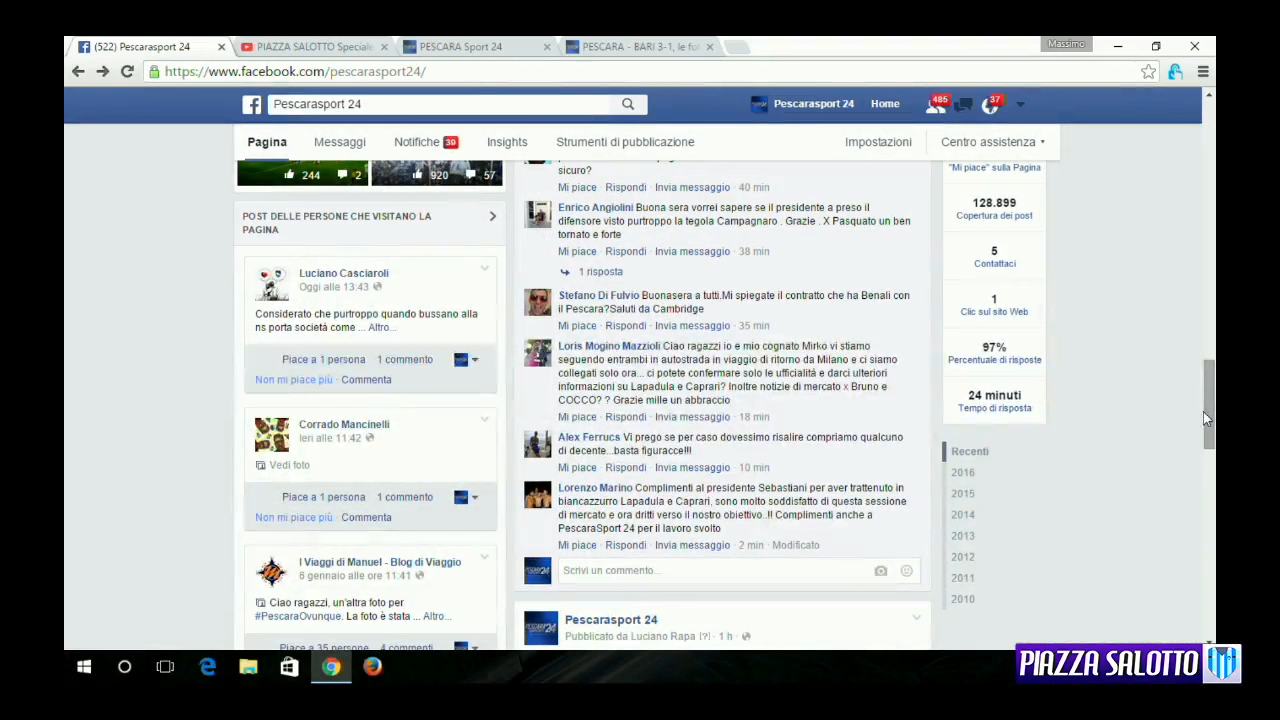 (522) Pescarasport 24
PIAZZA SALOTTO Speciale
PESCARA Sport 24
PESCARA - BARI 3-1, le fo
Massimo
https://www.facebook.com/pescarasport24/
Pescarasport 24
Pescarasport 24
Home
485
37
Pagina
Messaggi
Notifiche 39
Insights
Strumenti di pubblicazione
Impostazioni
Centro assistenza
244
2
920
57
POST DELLE PERSONE CHE VISITANO LA
PAGINA
Luciano Casciaroli
Oggi alle 13:43
Considerato che purtroppo quando bussano alla
ns porta società come ... Altro...
Piace a 1 persona 1 commento
Non mi piace più · Commenta
Corrado Mancinelli
Ieri alle 11:42
Vedi foto
Piace a 1 persona 1 commento
Non mi piace più · Commenta
I Viaggi di Manuel - Blog di Viaggio
6 gennaio alle ore 11:41
Ciao ragazzi, un'altra foto per
#PescaraOvunque. La foto è stata ... Altro...
Piace a 35 persone 4 commenti
sicuro?
Mi piace · Rispondi · Invia messaggio · 40 min
Enrico Angiolini Buona sera vorrei sapere se il presidente a preso il
difensore visto purtroppo la tegola Campagnaro . Grazie . X Pasquato un ben
tornato e forte
Mi piace · Rispondi · Invia messaggio · 38 min
1 risposta
Stefano Di Fulvio Buonasera a tutti.Mi spiegate il contratto che ha Benali con
il Pescara?Saluti da Cambridge
Mi piace · Rispondi · Invia messaggio · 35 min
Loris Mogino Mazzioli Ciao ragazzi io e mio cognato Mirko vi stiamo
seguendo entrambi in autostrada in viaggio di ritorno da Milano e ci siamo
collegati solo ora... ci potete confermare solo le ufficialità e darci ulteriori
informazioni su Lapadula e Caprari? Inoltre notizie di mercato x Bruno e
COCCO? ? Grazie mille un abbraccio
Mi piace · Rispondi · Invia messaggio · 18 min
Alex Ferrucs Vi prego se per caso dovessimo risalire compriamo qualcuno
di decente...basta figuracce!!!
Mi piace · Rispondi · Invia messaggio · 10 min
Lorenzo Marino Complimenti al presidente Sebastiani per aver trattenuto in
biancazzurro Lapadula e Caprari, sono molto soddisfatto di questa sessione
di mercato e ora dritti verso il nostro obiettivo..!! Complimenti anche a
PescaraSport 24 per il lavoro svolto
Mi piace · Rispondi · Invia messaggio · 2 min · Modificato
Scrivi un commento...
Pescarasport 24
Pubblicato da Luciano Rapa [?] · 1 h ·
"Mi piace" sulla Pagina
128.899
Copertura dei post
5
Contattaci
1
Clic sul sito Web
97%
Percentuale di risposte
24 minuti
Tempo di risposta
Recenti
2016
2015
2014
2013
2012
2011
2010
PIAZZA SALOTTO